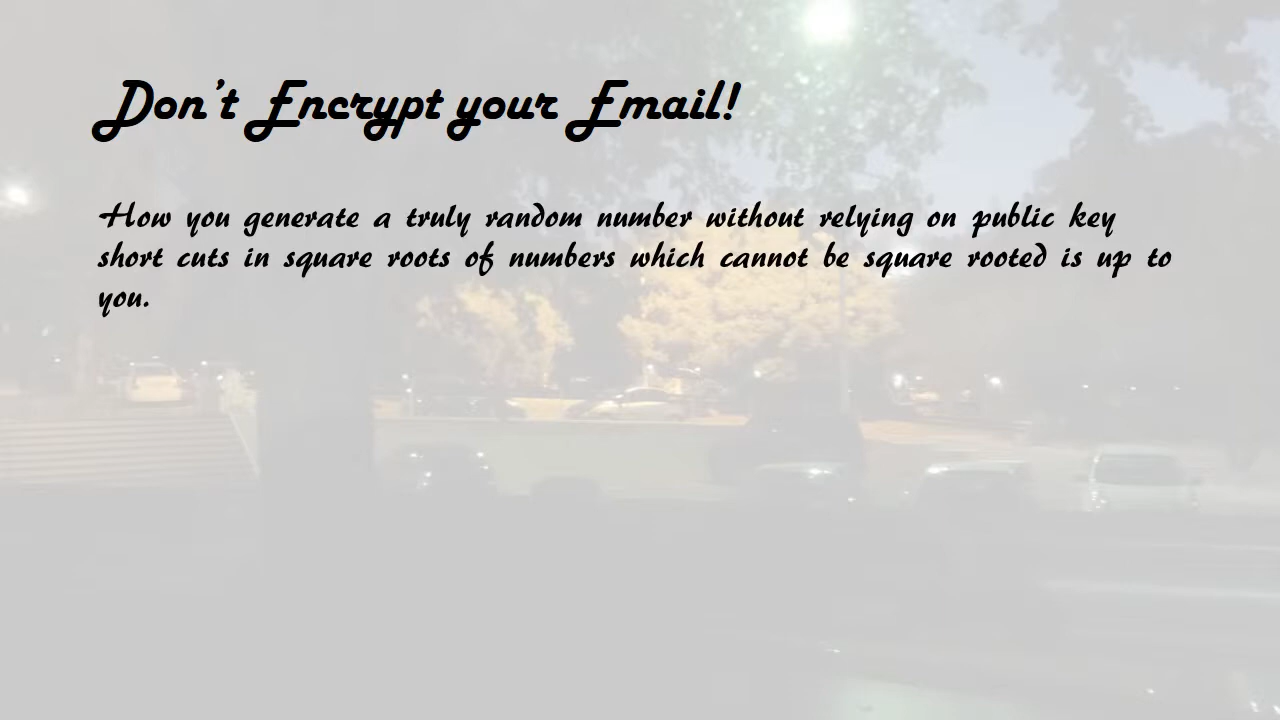 Don't Encrypt your Email!
How you generate a truly random number without relying on public key
short cuts in square roots of numbers which cannot be square rooted is up to
you.